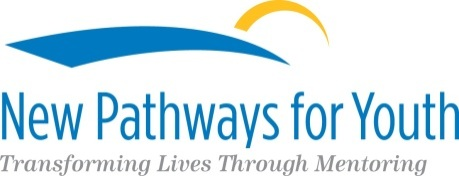 New Pathways for Youth
Transforming Lives Through Mentoring